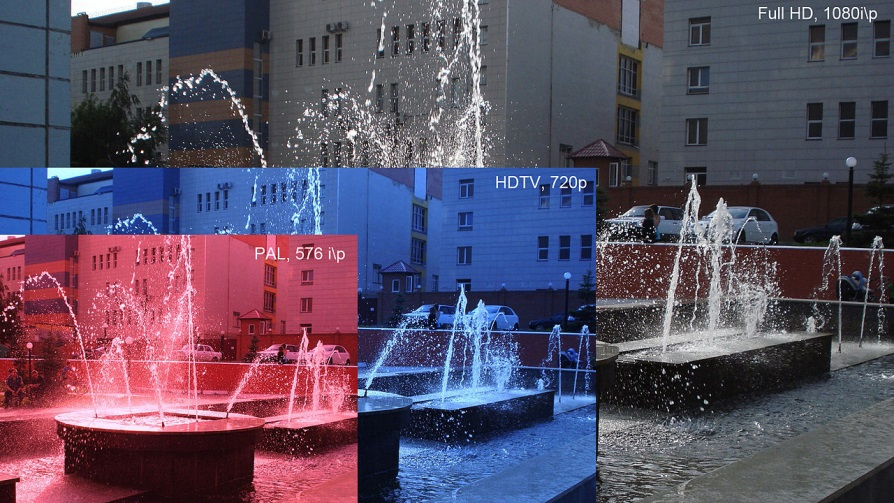 Full HD, 1080i\p
HDTV, 720p
PAL, 576 i\p